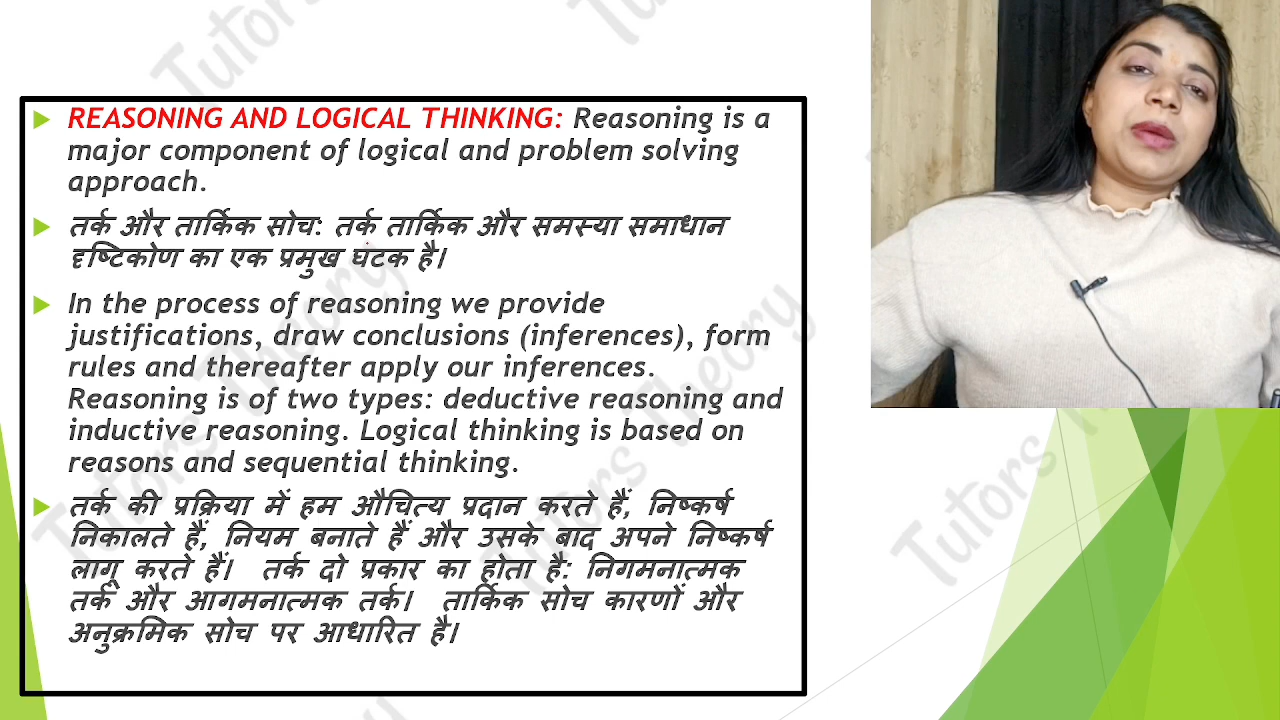 REASONING AND LOGICAL THINKING: Reasoning is a
major component of logical and problem solving
approach.
तर्क और तार्किक सोच: तर्क तार्किक और समस्या समाधान
दृष्टिकोण का एक प्रमुख घटक है।
In the process of reasoning we provide
justifications, draw conclusions (inferences), form
rules and thereafter apply our inferences.
Reasoning is of two types: deductive reasoning and
inductive reasoning. Logical thinking is based on
reasons and sequential thinking.
तर्क की प्रक्रिया में हम औचित्य प्रदान करते हैं, निष्कर्ष
निकालते हैं, नियम बनाते हैं और उसके बाद अपने निष्कर्ष
लागू करते हैं। तर्क दो प्रकार का होता है: निगमनात्मक
तर्क और आगमनात्मक तर्क। तार्किक सोच कारणों और
अनुक्रमिक सोच पर आधारित है।
Tutors Theory
Tutors Theory